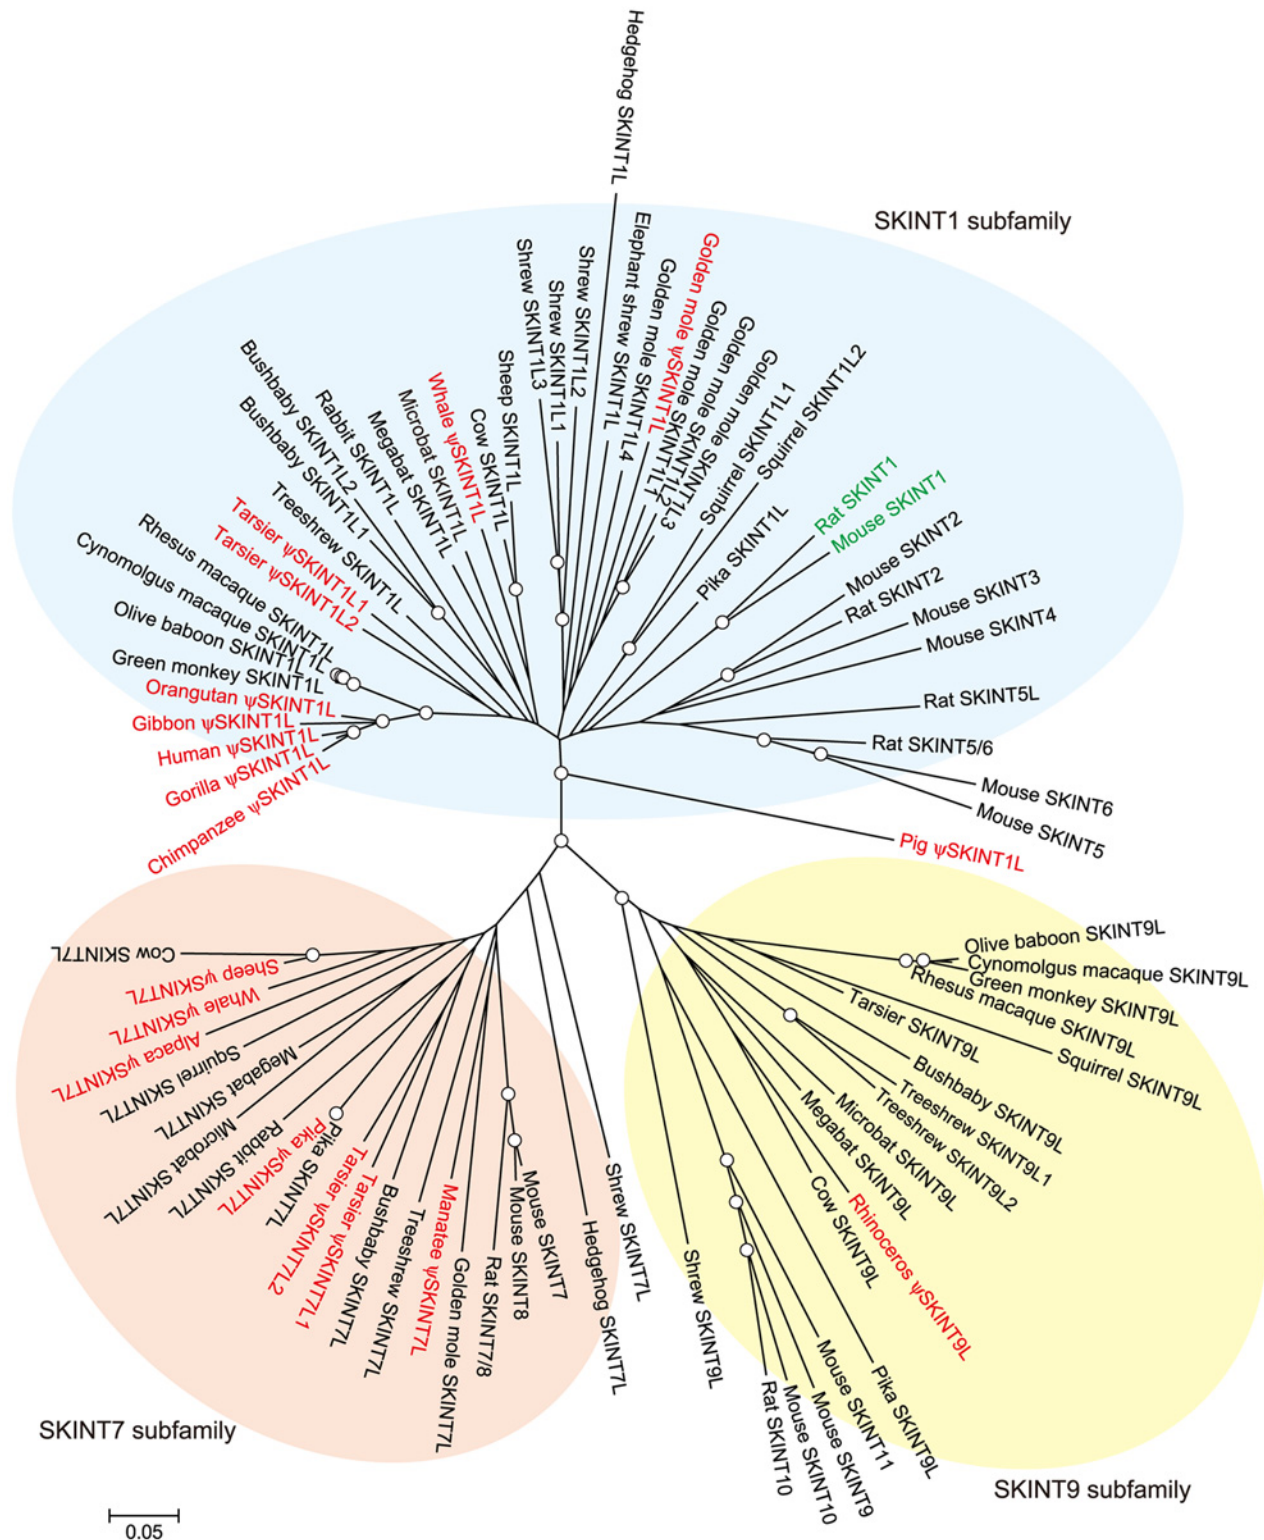 SKINT1 subfamily
Hedgehog SKINT1L
Shrew SKINT1L3
Shrew SKINT1L1
Shrew SKINT1L2
Elephant shrew SKINT1L
Golden mole SKINT1L4
Golden mole ψSKINT1L
Golden mole SKINT1L1
Golden mole SKINT1L2
Golden mole SKINT1L3
Squirrel SKINT1L1
Squirrel SKINT1L2
Pika SKINT1L
Rat SKINT1
Mouse SKINT1
Mouse SKINT2
Rat SKINT2
Mouse SKINT3
Mouse SKINT4
Rat SKINT5L
Rat SKINT5/6
Mouse SKINT6
Mouse SKINT5
Pig ψSKINT1L
Sheep SKINT1L
Cow SKINT1L
Whale ψSKINT1L
Microbat SKINT1L
Megabat SKINT1L
Rabbit SKINT1L
Bushbaby SKINT1L2
Bushbaby SKINT1L1
Treeshrew SKINT1L
Tarsier ψSKINT1L1
Tarsier ψSKINT1L2
Rhesus macaque SKINT1L
Cynomolgus macaque SKINT1L
Olive baboon SKINT1L
Green monkey SKINT1L
Orangutan ψSKINT1L
Gibbon ψSKINT1L
Human ψSKINT1L
Gorilla ψSKINT1L
Chimpanzee ψSKINT1L
Cow SKINT7L
Sheep ψSKINT7L
Whale ψSKINT7L
Alpaca ψSKINT7L
Squirrel SKINT7L
Megabat SKINT7L
Microbat SKINT7L
Rabbit SKINT7L
Pika ψSKINT7L
Pika SKINT7L
Tarsier ψSKINT7L2
Tarsier ψSKINT7L1
Bushbaby SKINT7L
Treeshrew SKINT7L
Manatee ψSKINT7L
Golden mole SKINT7L
Rat SKINT7/8
Mouse SKINT8
Mouse SKINT7
Hedgehog SKINT7L
Shrew SKINT7L
SKINT7 subfamily
Olive baboon SKINT9L
Cynomolgus macaque SKINT9L
Green monkey SKINT9L
Rhesus macaque SKINT9L
Squirrel SKINT9L
Tarsier SKINT9L
Bushbaby SKINT9L
Treeshrew SKINT9L1
Treeshrew SKINT9L2
Microbat SKINT9L
Megabat SKINT9L
Rhinoceros ψSKINT9L
Cow SKINT9L
Pika SKINT9L
Mouse SKINT11
Mouse SKINT9
Mouse SKINT10
Rat SKINT10
Shrew SKINT9L
SKINT9 subfamily
0.05